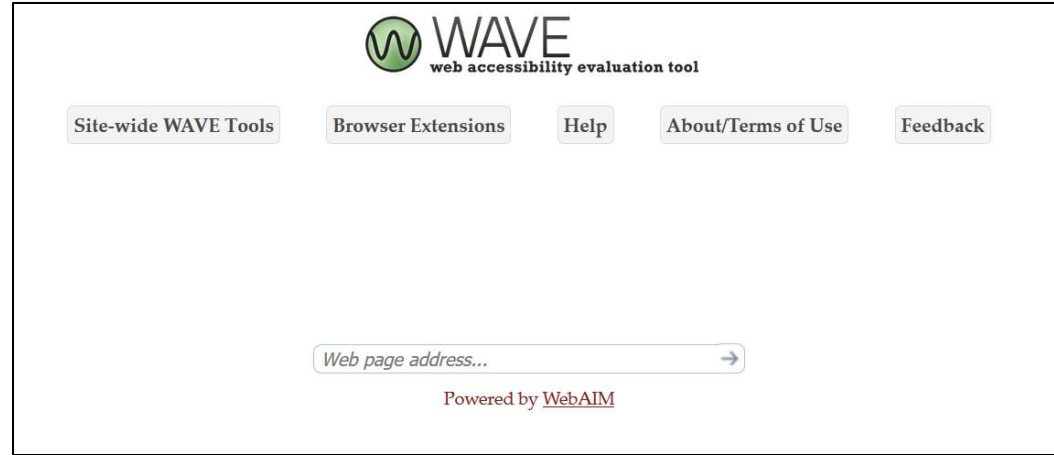 WAVE
web accessibility evaluation tool
Site-wide WAVE Tools Browser Extensions Help About/Terms of Use Feedback
Web page address...
Powered by WebAIM